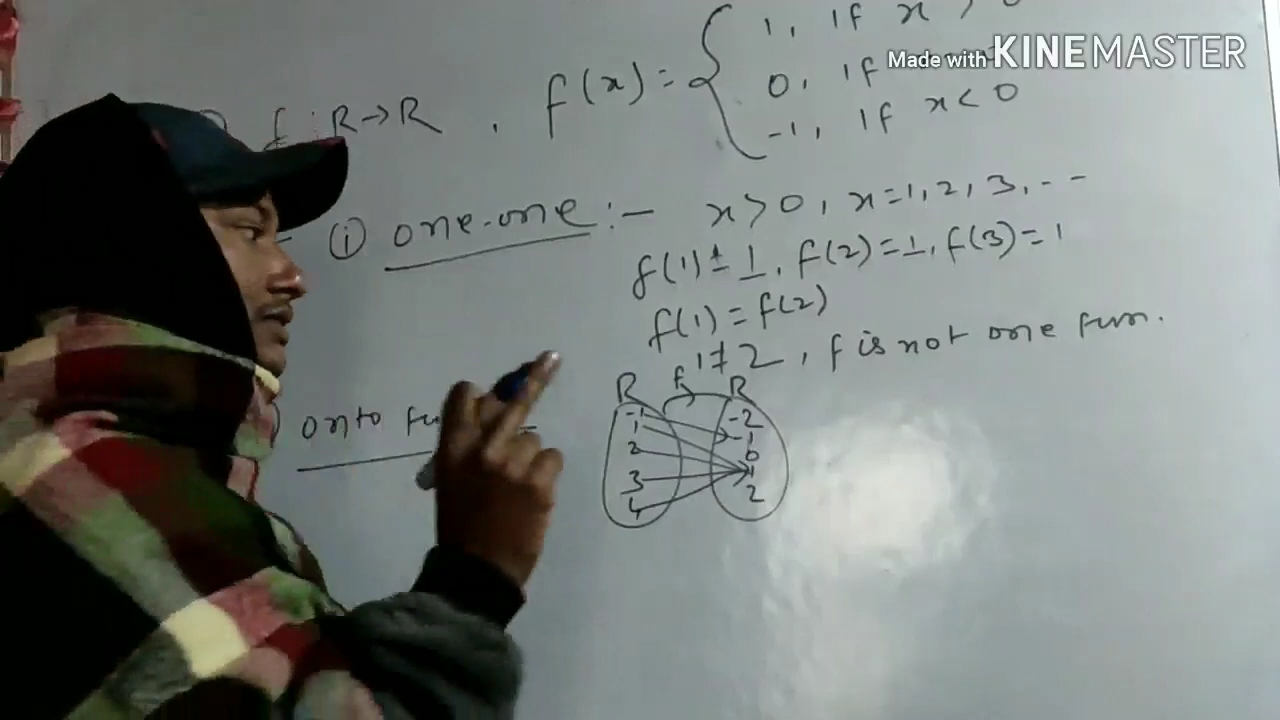 1, if x > 0
Made with KINEMASTER
f: R→R , f(x) = { 0, if
-1, if x < 0
(i) one-one :- x > 0, x = 1, 2, 3, - -
f(1) = 1, f(2) = 1, f(3) = 1
f(1) = f(2)
1 ≠ 2, f is not one fun.
R f R
onto
-1 -2
1 -1
2 0
3 1
4 2